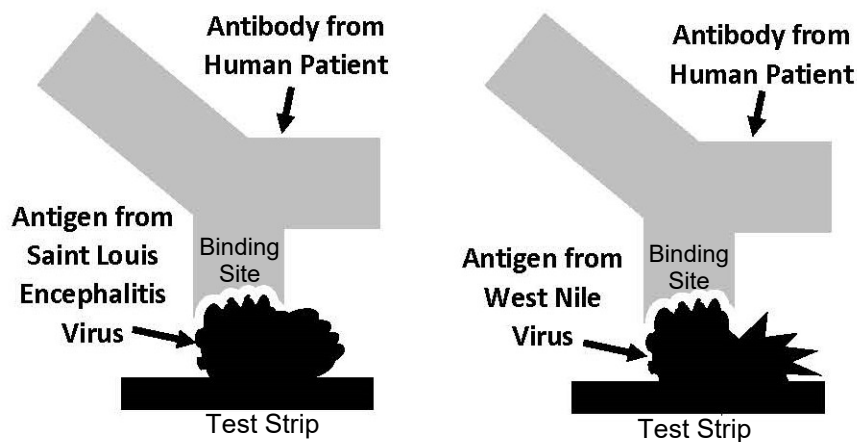 Antibody from
Human Patient
Antigen from
Saint Louis
Encephalitis
Virus
Binding
Site
Test Strip
Antibody from
Human Patient
Antigen from
West Nile
Virus
Binding
Site
Test Strip